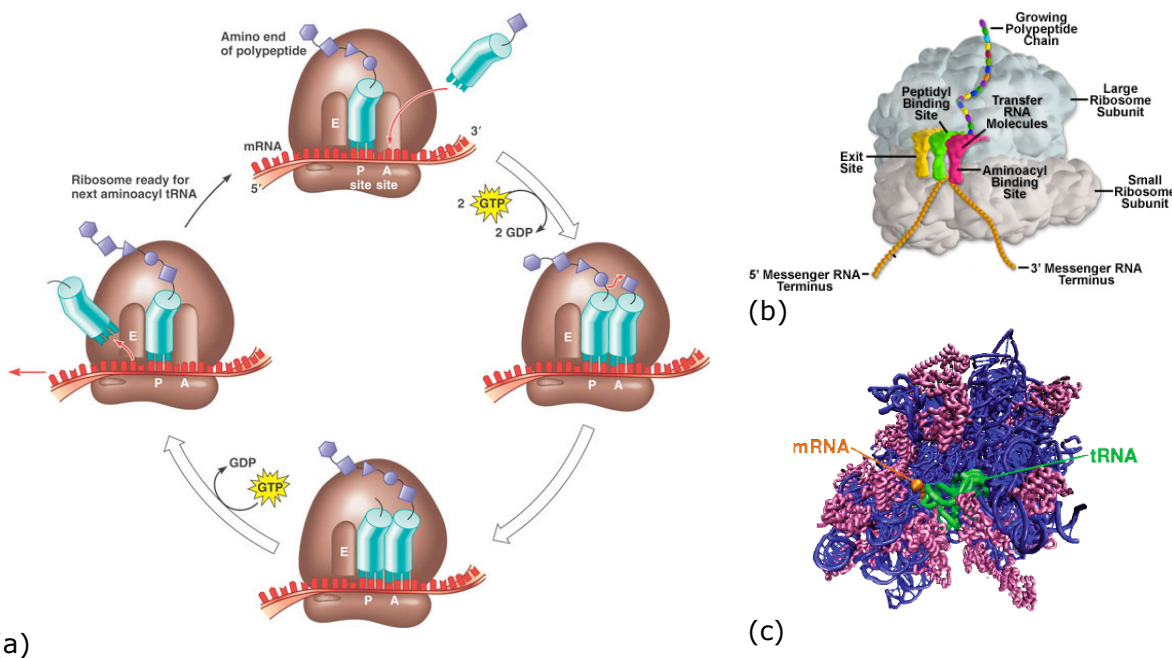 Amino end
of polypeptide
E
mRNA
5′
3′
P A
site site
Ribosome ready for
next aminoacyl tRNA
2 GTP
2 GDP
E
P A
E
P A
GDP
GTP
E
P A
a)
Growing
Polypeptide
Chain
Peptidyl
Binding
Site
Transfer
RNA
Molecules
Large
Ribosome
Subunit
Exit
Site
Aminoacyl
Binding
Site
Small
Ribosome
Subunit
5' Messenger RNA
Terminus
3' Messenger RNA
Terminus
(b)
mRNA
tRNA
(c)